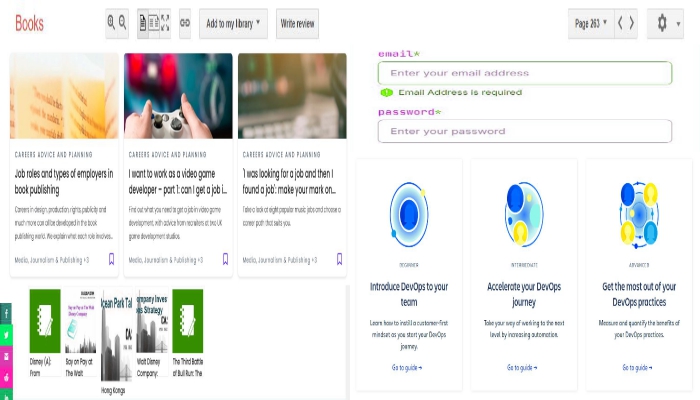 Books
Add to my library
Write review
Page 263
email*
Enter your email address
Email Address is required
password*
Enter your password
CAREERS ADVICE AND PLANNING
Job roles and types of employers in
book publishing
Careers in design, production, rights, publicity and
much more can all be developed in the book
publishing world. We explain what each role involves...
Media, Journalism & Publishing +3
CAREERS ADVICE AND PLANNING
I want to work as a video game
developer – part 1: can I get a job i...
Find out what you need to get a job in video game
development, with advice from recruiters at two UK
game development studios.
Media, Journalism & Publishing +3
CAREERS ADVICE AND PLANNING
'I was looking for a job and then I
found a job': make your mark on...
Take a look at eight popular music jobs and choose a
career path that suits you.
Media, Journalism & Publishing +3
BEGINNER
Introduce DevOps to your
team
Learn how to instill a customer-first
mindset as you start your DevOps
journey.
Go to guide
INTERMEDIATE
Accelerate your DevOps
journey
Take your way of working to the next
level by increasing automation.
Go to guide
ADVANCED
Get the most out of your
DevOps practices
Measure and quantify the benefits of
your DevOps.
Go to guide
Disney (A):
From
Say on Pay at
The Walt
Ocean Park Tal
Hong Kongs
ompany Loves
s Strategy
Walt Disney
Company:
The Third Battle
of Bull Run: The